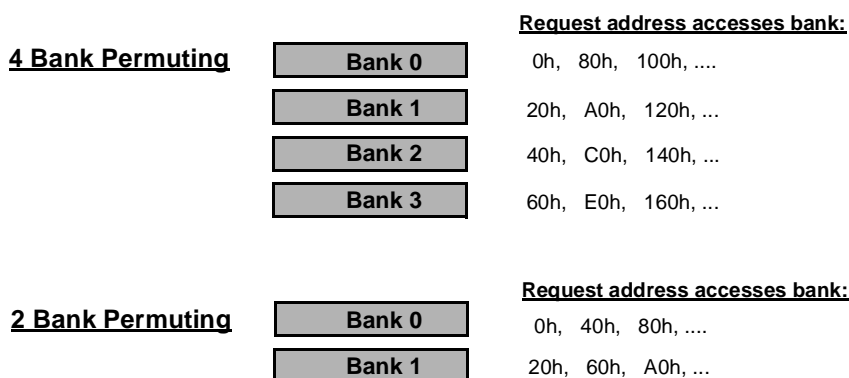 Request address accesses bank:
4 Bank Permuting Bank 0 0h, 80h, 100h, ....
Bank 1 20h, A0h, 120h, ...
Bank 2 40h, C0h, 140h, ...
Bank 3 60h, E0h, 160h, ...
Request address accesses bank:
2 Bank Permuting Bank 0 0h, 40h, 80h, ....
Bank 1 20h, 60h, A0h, ...